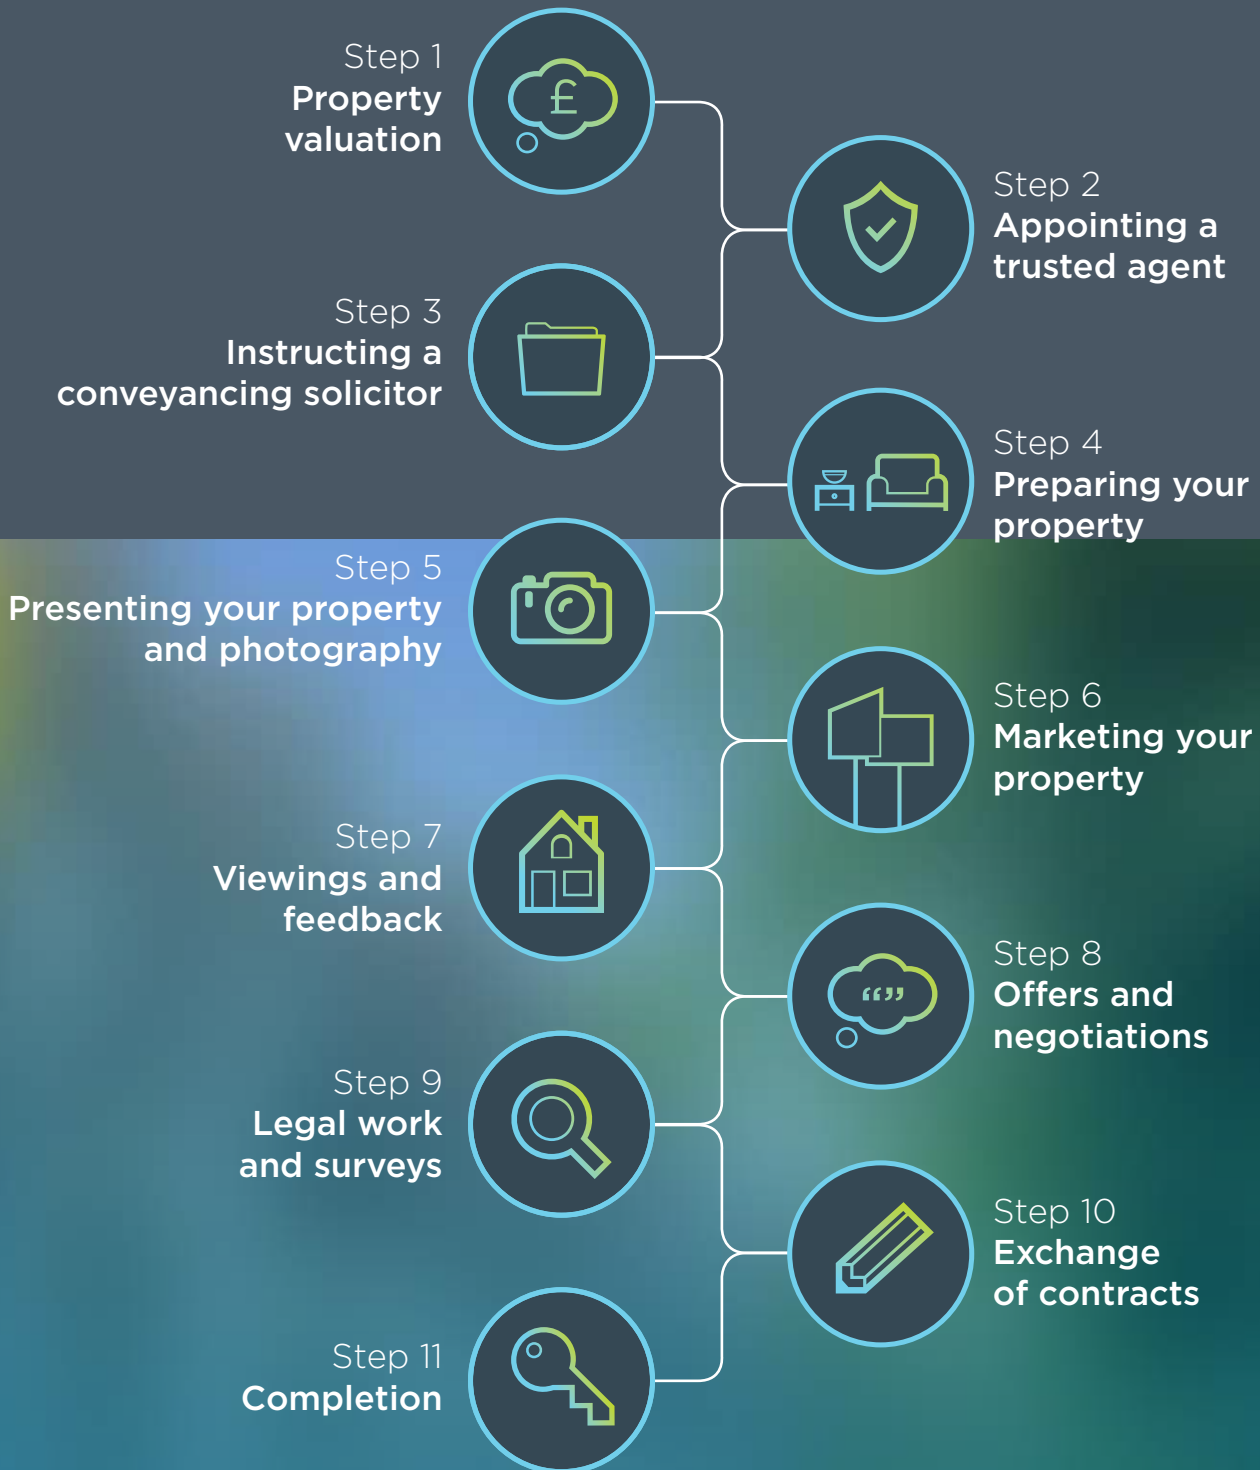 Step 1
Property
valuation
£
Step 2
Appointing a
trusted agent
Step 3
Instructing a
conveyancing solicitor
Step 4
Preparing your
property
Step 5
Presenting your property
and photography
Step 6
Marketing your
property
Step 7
Viewings and
feedback
Step 8
Offers and
negotiations
“”
Step 9
Legal work
and surveys
Step 10
Exchange
of contracts
Step 11
Completion